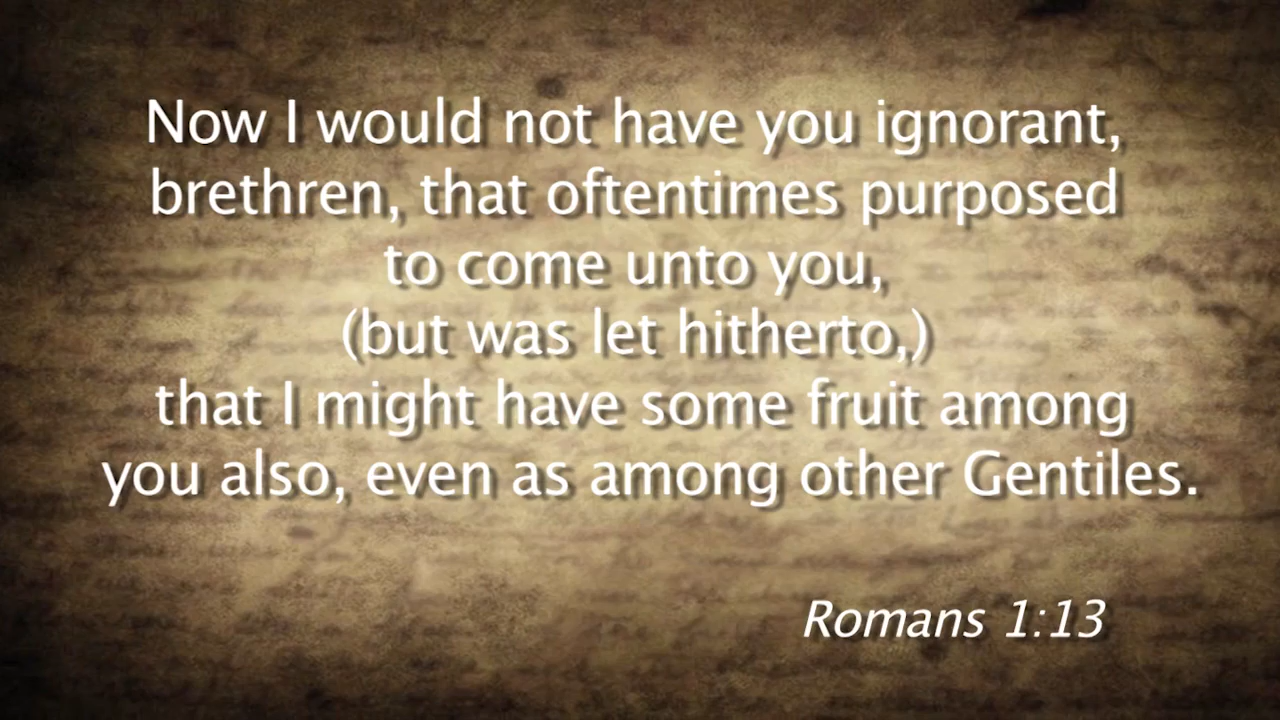 Now I would not have you ignorant,
brethren, that oftentimes purposed
to come unto you,
(but was let hitherto,)
that I might have some fruit among
you also, even as among other Gentiles.
Romans 1:13